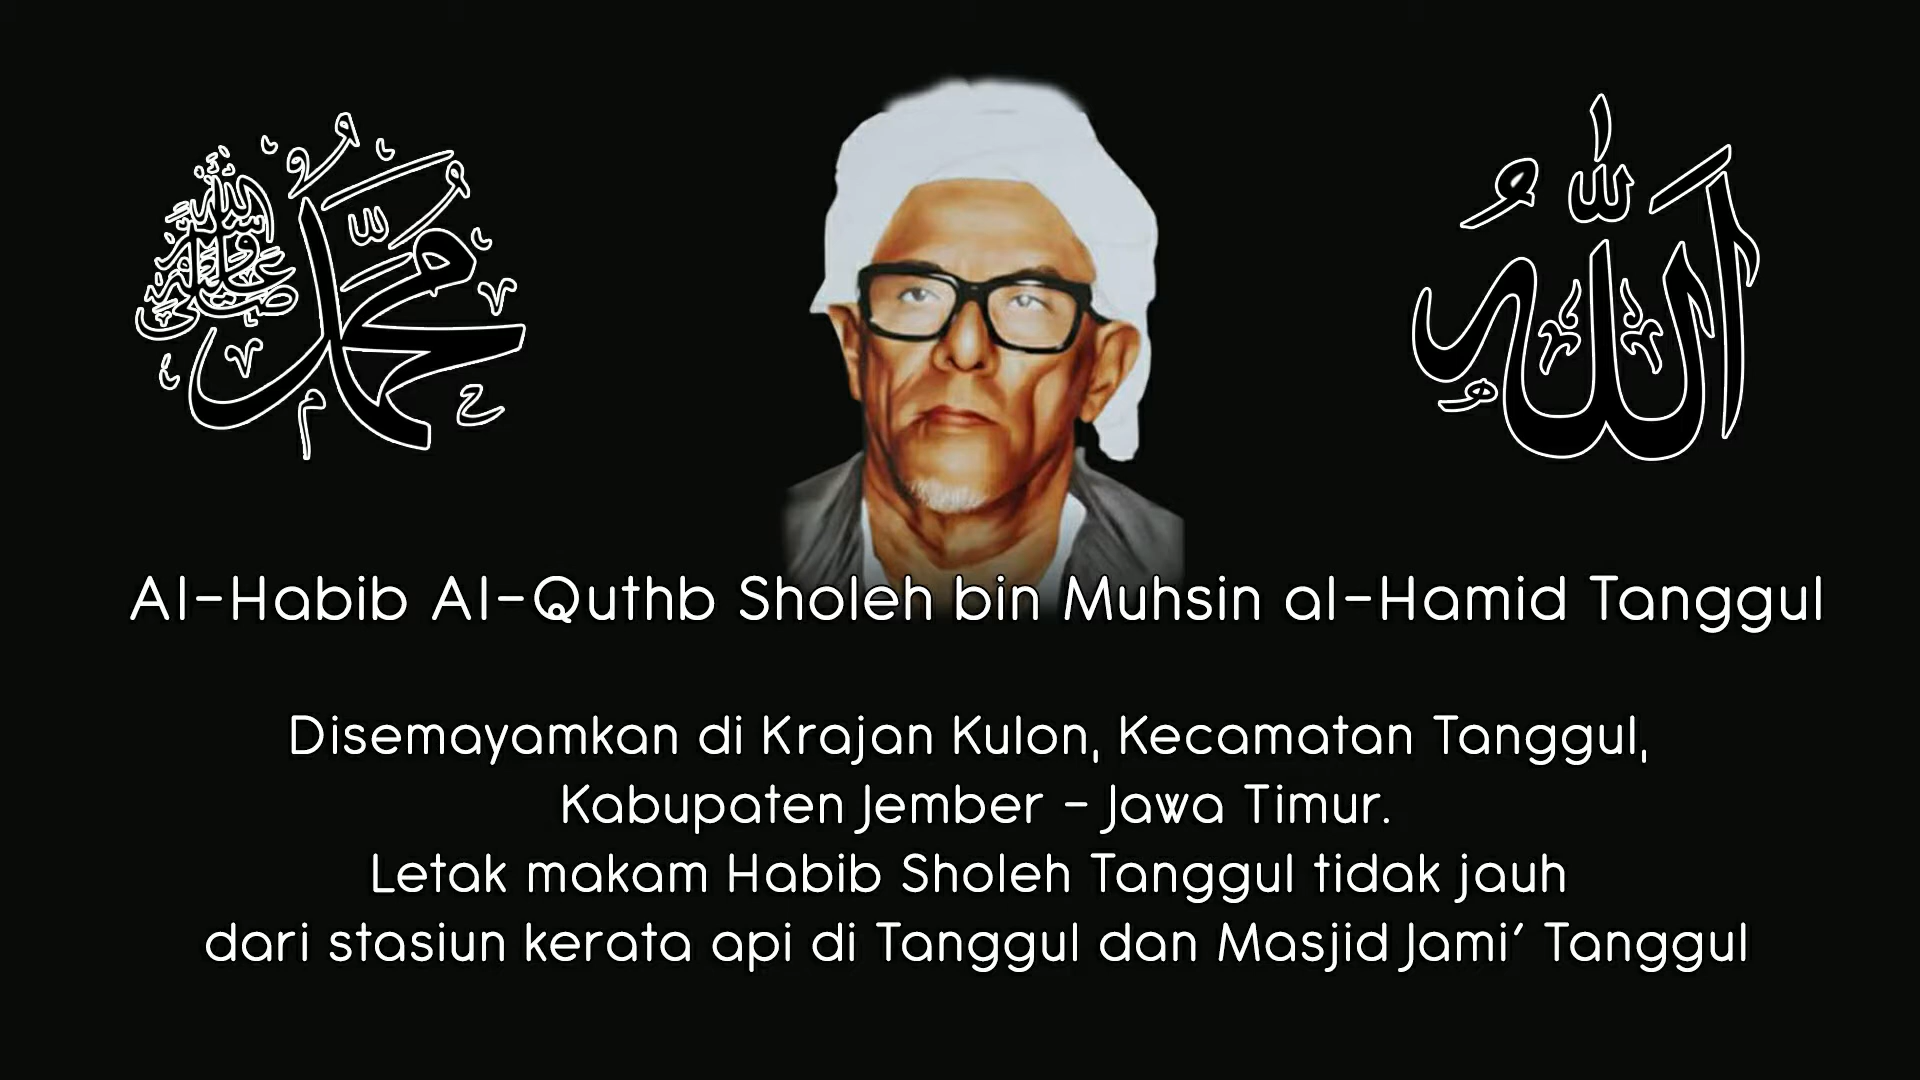 محمد صلى الله عليه وسلم
الله
Al-Habib Al-Quthb Sholeh bin Muhsin al-Hamid Tanggul
Disemayamkan di Krajan Kulon, Kecamatan Tanggul,
Kabupaten Jember - Jawa Timur.
Letak makam Habib Sholeh Tanggul tidak jauh
dari stasiun kerata api di Tanggul dan Masjid Jami' Tanggul